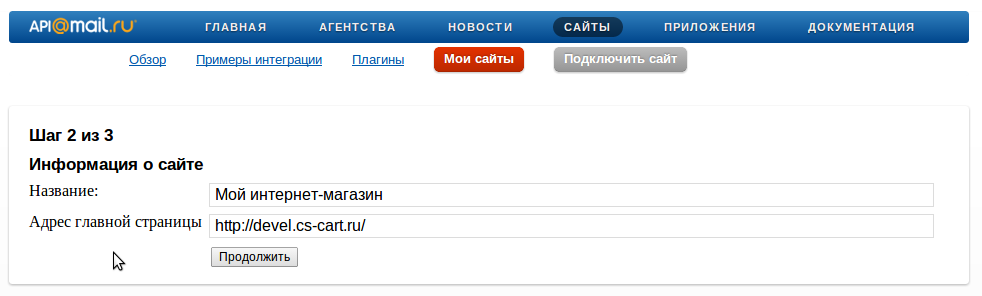 API@mail.ru ГЛАВНАЯ АГЕНТСТВА НОВОСТИ САЙТЫ ПРИЛОЖЕНИЯ ДОКУМЕНТАЦИЯ
Обзор Примеры интеграции Плагины Мои сайты Подключить сайт
Шаг 2 из 3
Информация о сайте
Название: Мой интернет-магазин
Адрес главной страницы http://devel.cs-cart.ru/
Продолжить